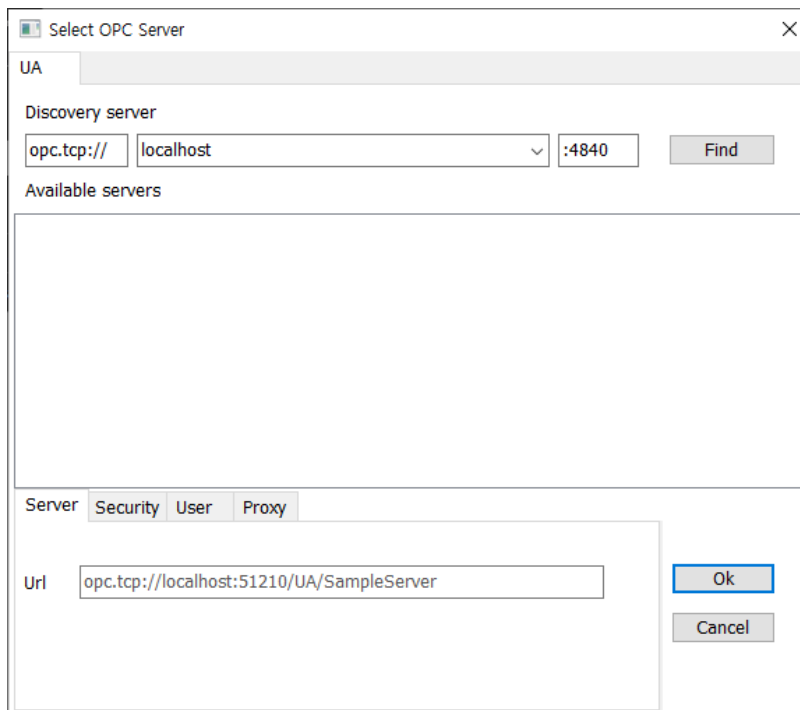 Select OPC Server
UA
Discovery server
opc.tcp:// localhost :4840 Find
Available servers
Server Security User Proxy
Url opc.tcp://localhost:51210/UA/SampleServer
Ok
Cancel